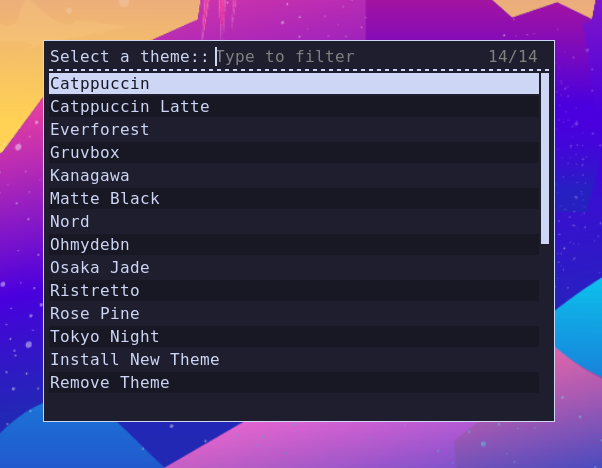 Select a theme:: Type to filter 14/14
Catppuccin
Catppuccin Latte
Everforest
Gruvbox
Kanagawa
Matte Black
Nord
Ohmydebn
Osaka Jade
Ristretto
Rose Pine
Tokyo Night
Install New Theme
Remove Theme